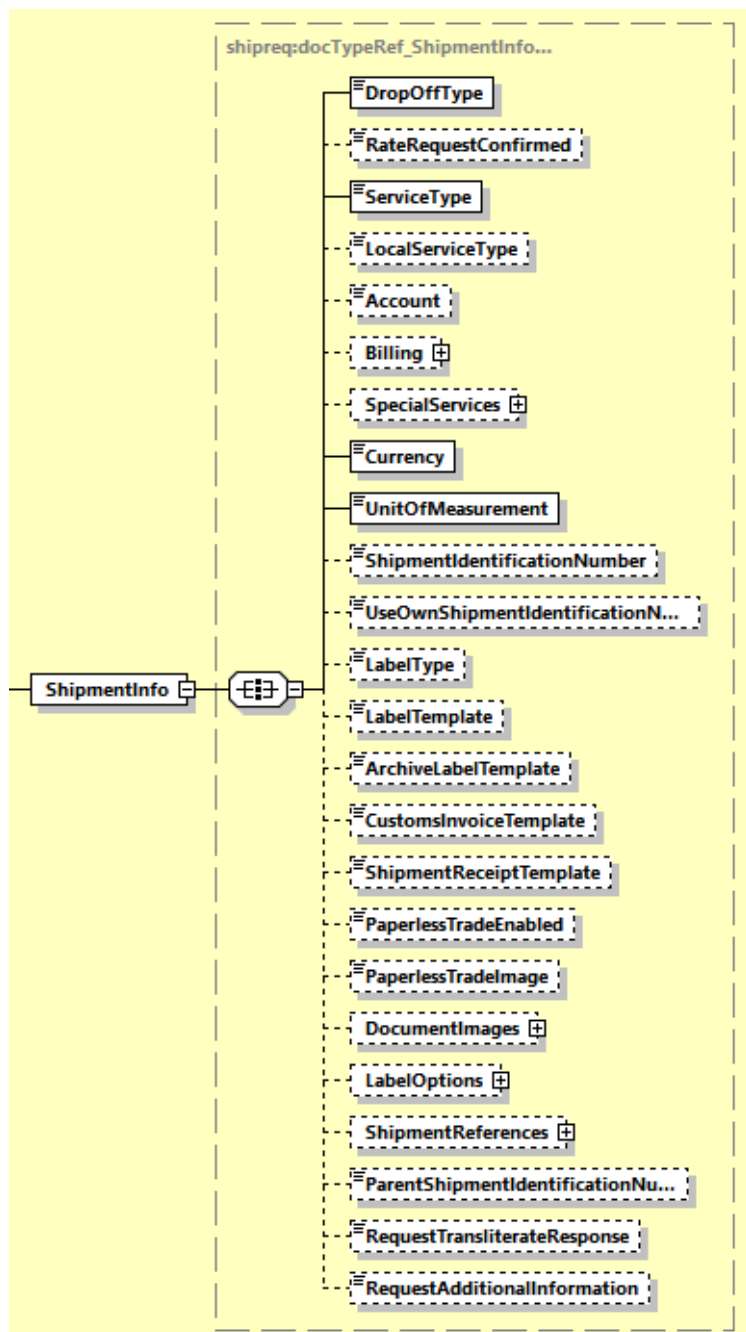 shipreq:docTypeRef_ShipmentInfo...
DropOffType
RateRequestConfirmed
ServiceType
LocalServiceType
Account
Billing
SpecialServices
Currency
UnitOfMeasurement
ShipmentIdentificationNumber
UseOwnShipmentIdentificationN...
LabelType
ShipmentInfo
LabelTemplate
ArchiveLabelTemplate
CustomsInvoiceTemplate
ShipmentReceiptTemplate
PaperlessTradeEnabled
PaperlessTradeImage
DocumentImages
LabelOptions
ShipmentReferences
ParentShipmentIdentificationNu...
RequestTransliterateResponse
RequestAdditionalInformation